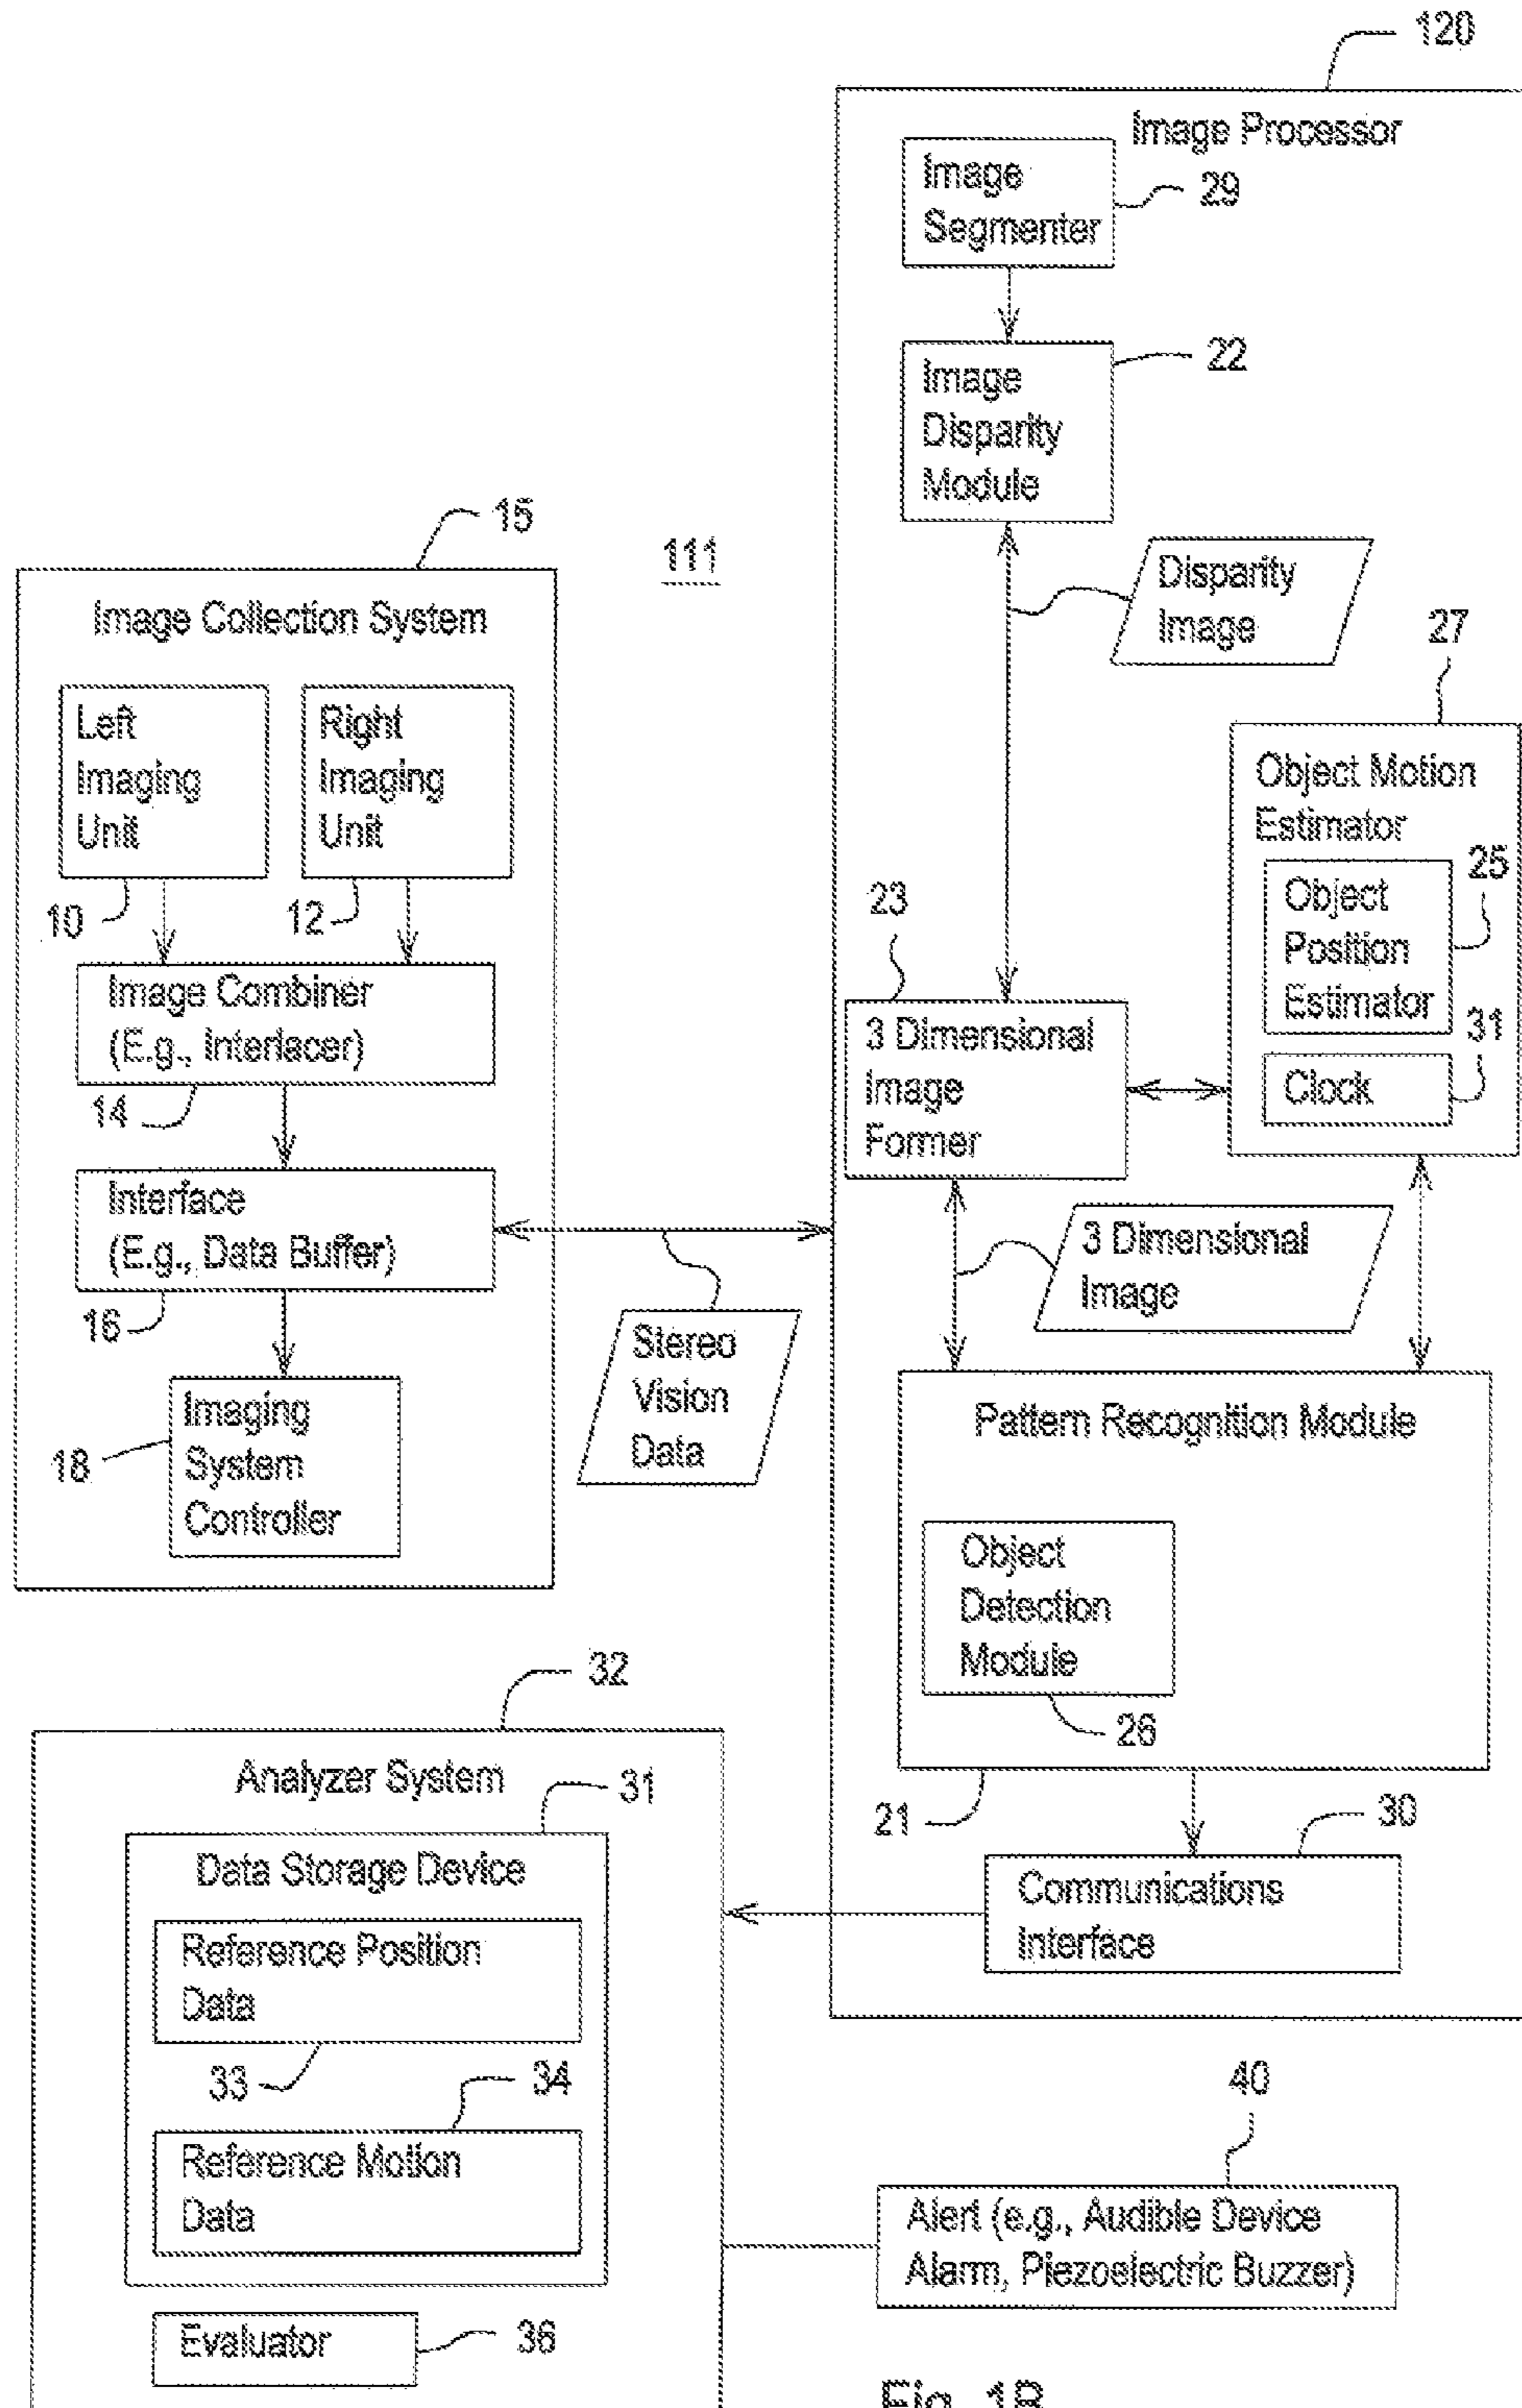 120
Image Processor
Image
Segmenter
29
Image
Disparity
Module
22
Disparity
Image
15
111
Image Collection System
Left
Imaging
Unit
Right
Imaging
Unit
10
12
Image Combiner
(E.g., Interlacer)
14
Interface
(E.g., Data Buffer)
16
Imaging
System
Controller
18
Stereo
Vision
Data
27
Object Motion
Estimator
Object
Position
Estimator
25
Clock
31
23
3 Dimensional
Image
Former
3 Dimensional
Image
Pattern Recognition Module
Object
Detection
Module
26
21
30
Communications
Interface
32
Analyzer System
31
Data Storage Device
Reference Position
Data
33
34
Reference Motion
Data
Evaluator
36
40
Alert (e.g., Audible Device
Alarm, Piezoelectric Buzzer)
Fig. 1B